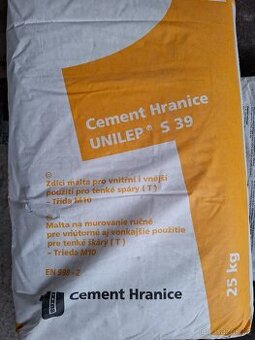 Cement Hranice
UNILEP® S 39
Zdicí malta pro vnitřní i vnější
použití pro tenké spáry ( T )
– Třída M10
Malta na murovanie ručné
pre vnútorné aj vonkajšie použitie
pre tenké škáry ( T )
– Trieda M10
EN 998 - 2
Cement Hranice
25 kg